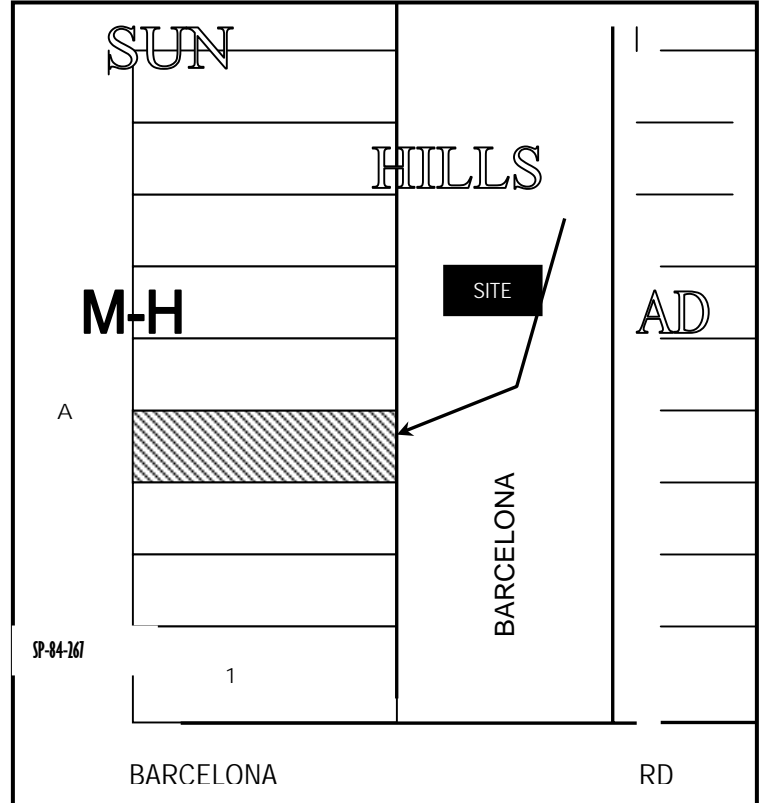 SUN
HILLS
SITE
M-H
AD
A
BARCELONA
SP-84-267
1
BARCELONA RD